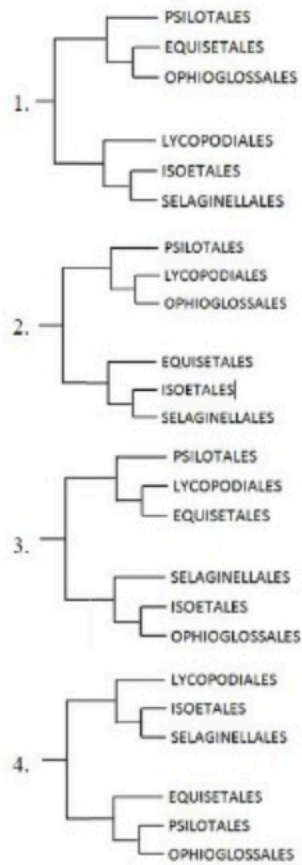 PSILOTALES
EQUISETALES
OPHIOGLOSSALES
1.
LYCOPODIALES
ISOETALES
SELAGINELLALES
PSILOTALES
LYCOPODIALES
OPHIOGLOSSALES
2.
EQUISETALES
ISOETALES
SELAGINELLALES
PSILOTALES
LYCOPODIALES
EQUISETALES
3.
SELAGINELLALES
ISOETALES
OPHIOGLOSSALES
LYCOPODIALES
ISOETALES
SELAGINELLALES
4.
EQUISETALES
PSILOTALES
OPHIOGLOSSALES